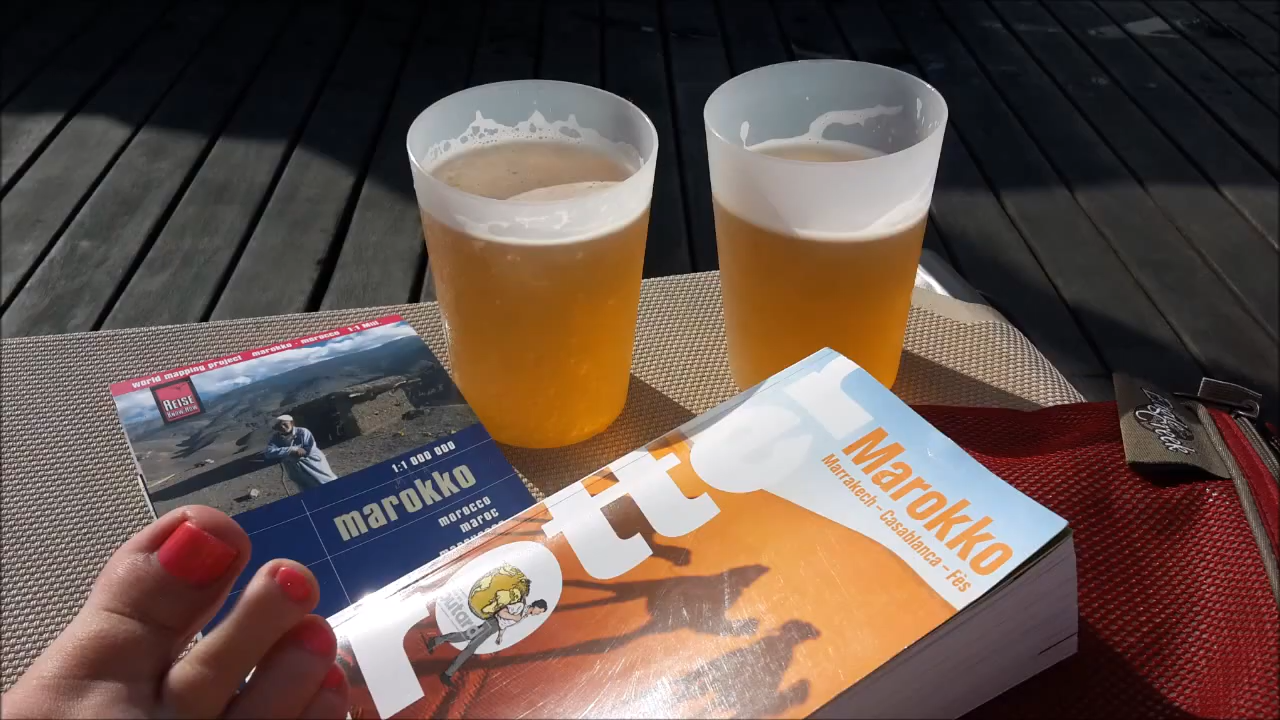 world mapping project marokko · morocco 1:1 Mill
REISE
KNOW-HOW
1:1 000 000
marokko
morocco
maroc
trotter
Marokko
Marrakech – Casablanca – Fès